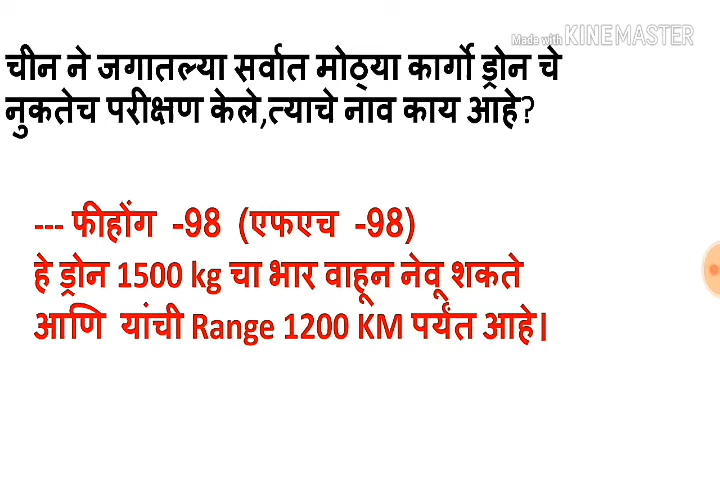 Made with KINEMASTER
चीन ने जगातल्या सर्वात मोठ्या कार्गो ड्रोन चे
नुकतेच परीक्षण केले,त्याचे नाव काय आहे?
--- फीहोंग -98 (एफएच -98)
हे ड्रोन 1500 kg चा भार वाहून नेवू शकते
आणि यांची Range 1200 KM पर्यंत आहे।